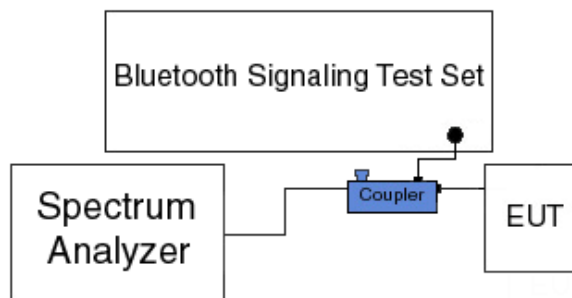 Bluetooth Signaling Test Set
Coupler
Spectrum
Analyzer
EUT